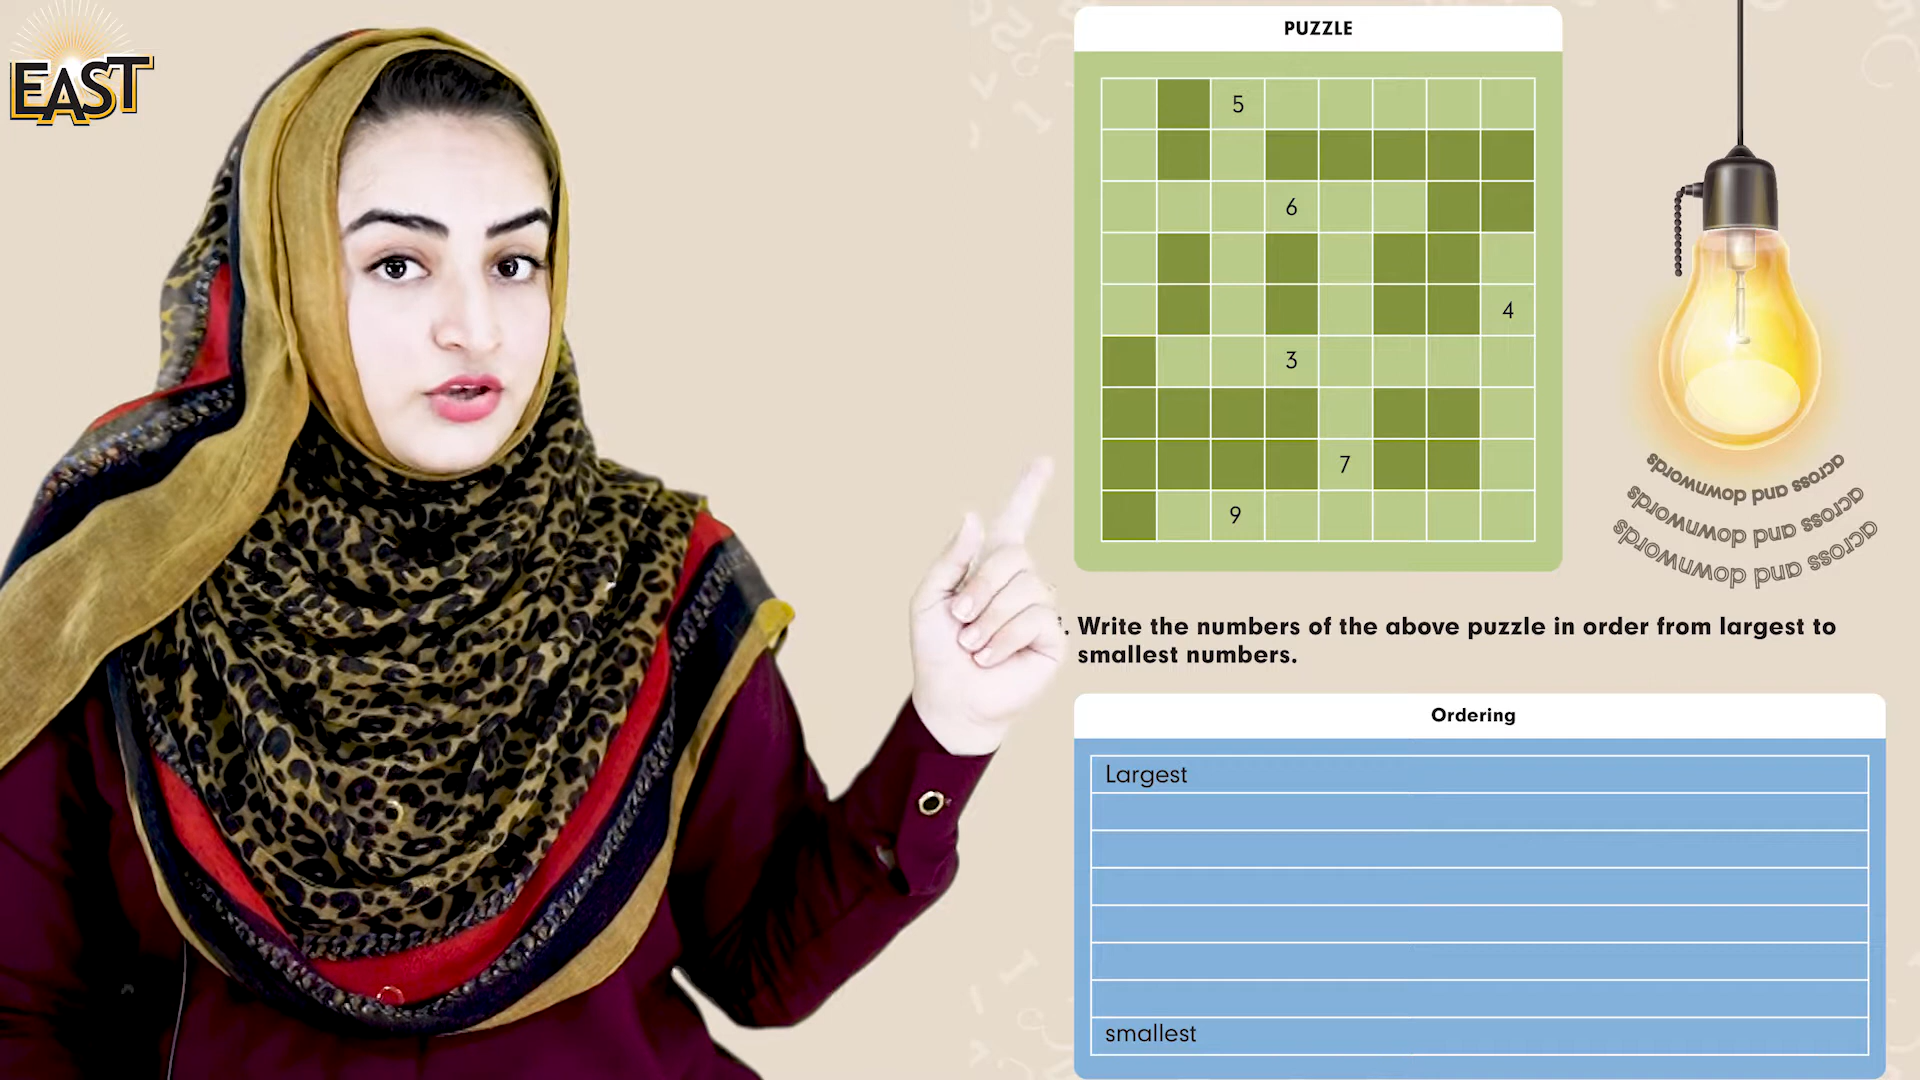 EAST
PUZZLE
5
6
4
3
7
9
across and downwords
across and downwords
across and downwords
. Write the numbers of the above puzzle in order from largest to
smallest numbers.
Ordering
Largest
smallest